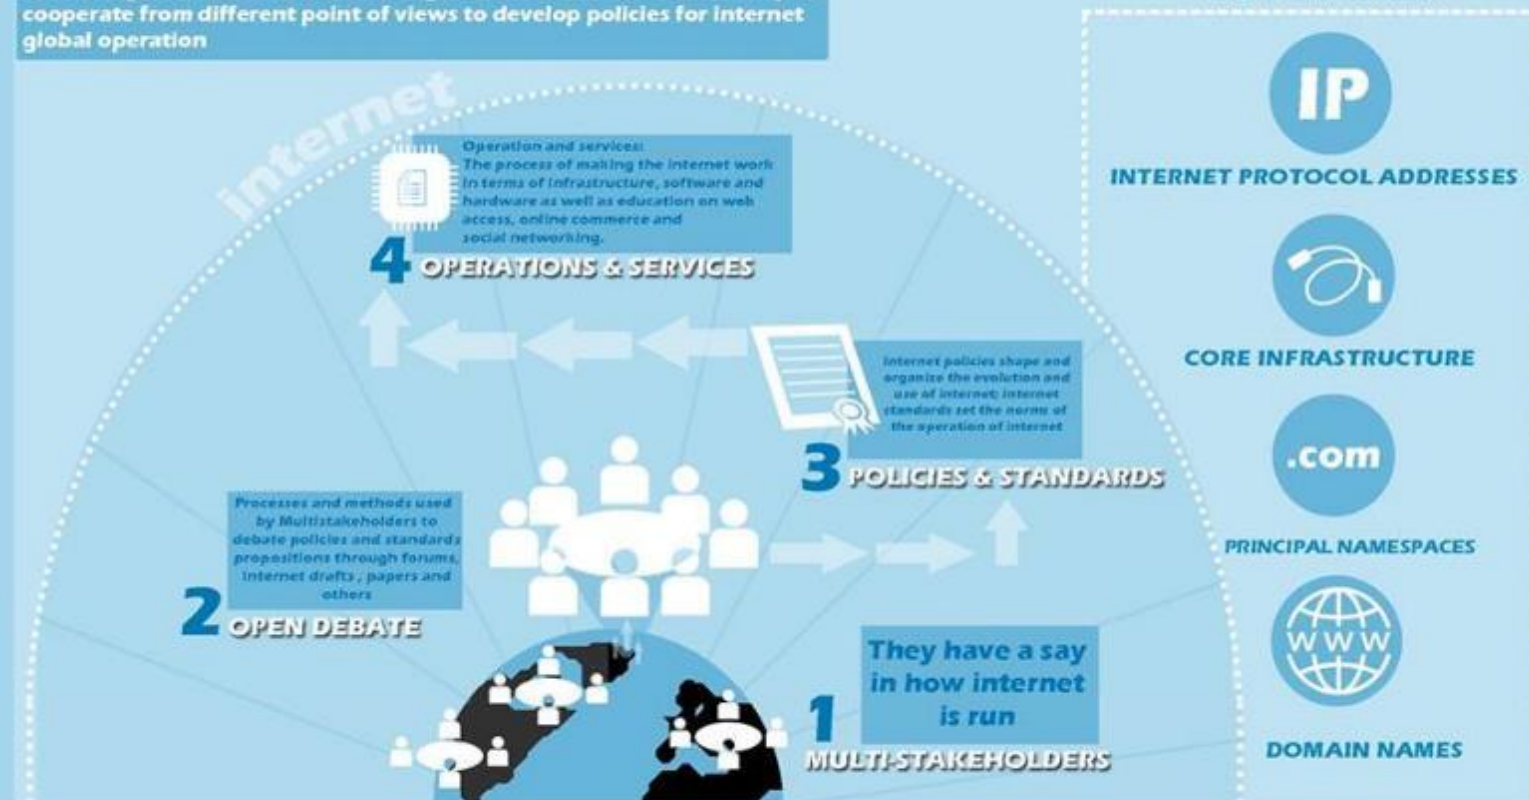 cooperate from different point of views to develop policies for internet
global operation
internet
Operation and services:
The process of making the internet work
in terms of infrastructure, software and
hardware as well as education on web
access, online commerce and
social networking.
4 OPERATIONS & SERVICES
Internet policies shape and
organize the evolution and
use of internet; internet
standards set the norms of
the operation of internet
3 POLICIES & STANDARDS
Processes and methods used
by Multistakeholders to
debate policies and standards
propositions through forums,
internet drafts , papers and
others
2 OPEN DEBATE
They have a say
in how internet
is run
1 MULTI-STAKEHOLDERS
IP
INTERNET PROTOCOL ADDRESSES
CORE INFRASTRUCTURE
.com
PRINCIPAL NAMESPACES
WWW
DOMAIN NAMES